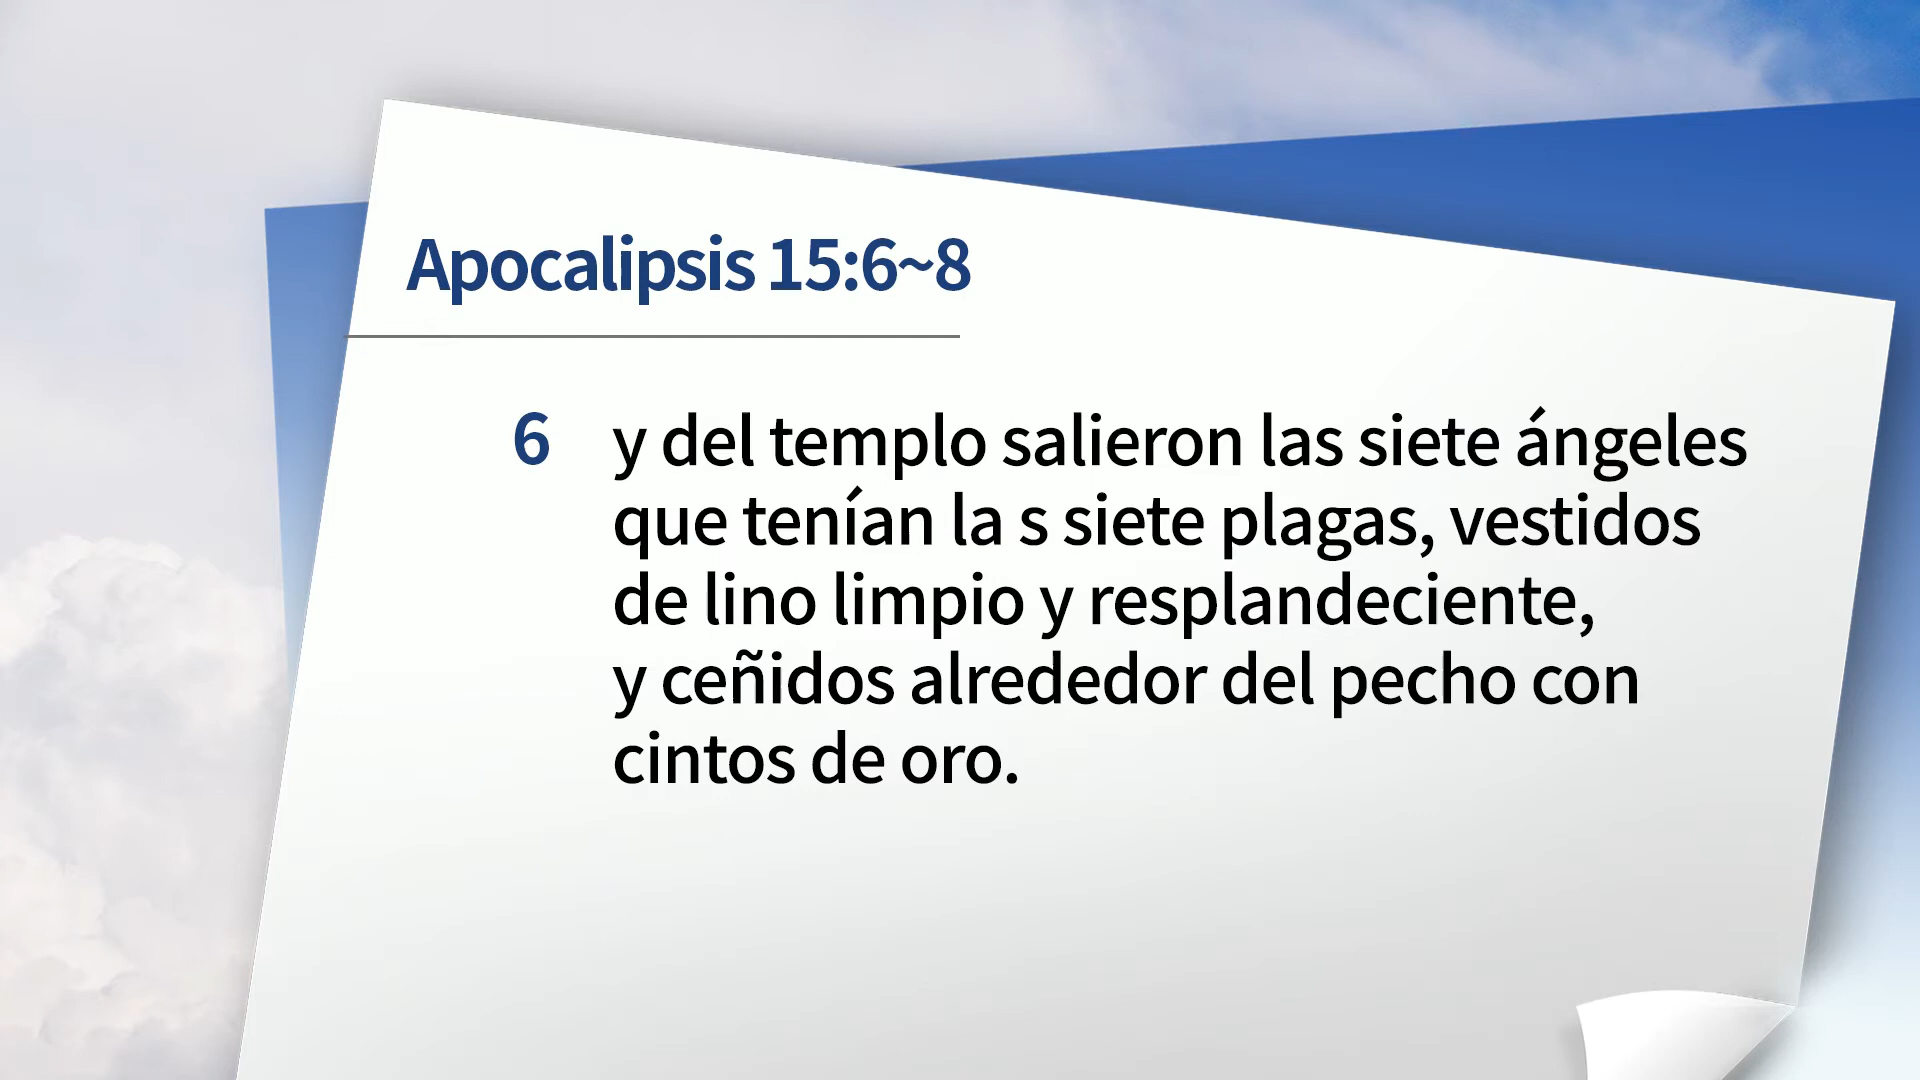 Apocalipsis 15:6~8
6 y del templo salieron las siete ángeles
que tenían la s siete plagas, vestidos
de lino limpio y resplandeciente,
y ceñidos alrededor del pecho con
cintos de oro.